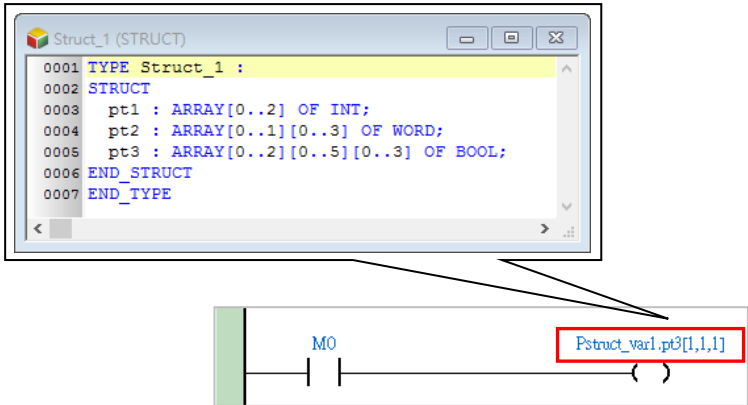 Struct_1 (STRUCT)
0001 TYPE Struct_1 :
0002 STRUCT
0003 pt1 : ARRAY[0..2] OF INT;
0004 pt2 : ARRAY[0..1][0..3] OF WORD;
0005 pt3 : ARRAY[0..2][0..5][0..3] OF BOOL;
0006 END_STRUCT
0007 END_TYPE
M0 Pstruct_var1.pt3[1,1,1]